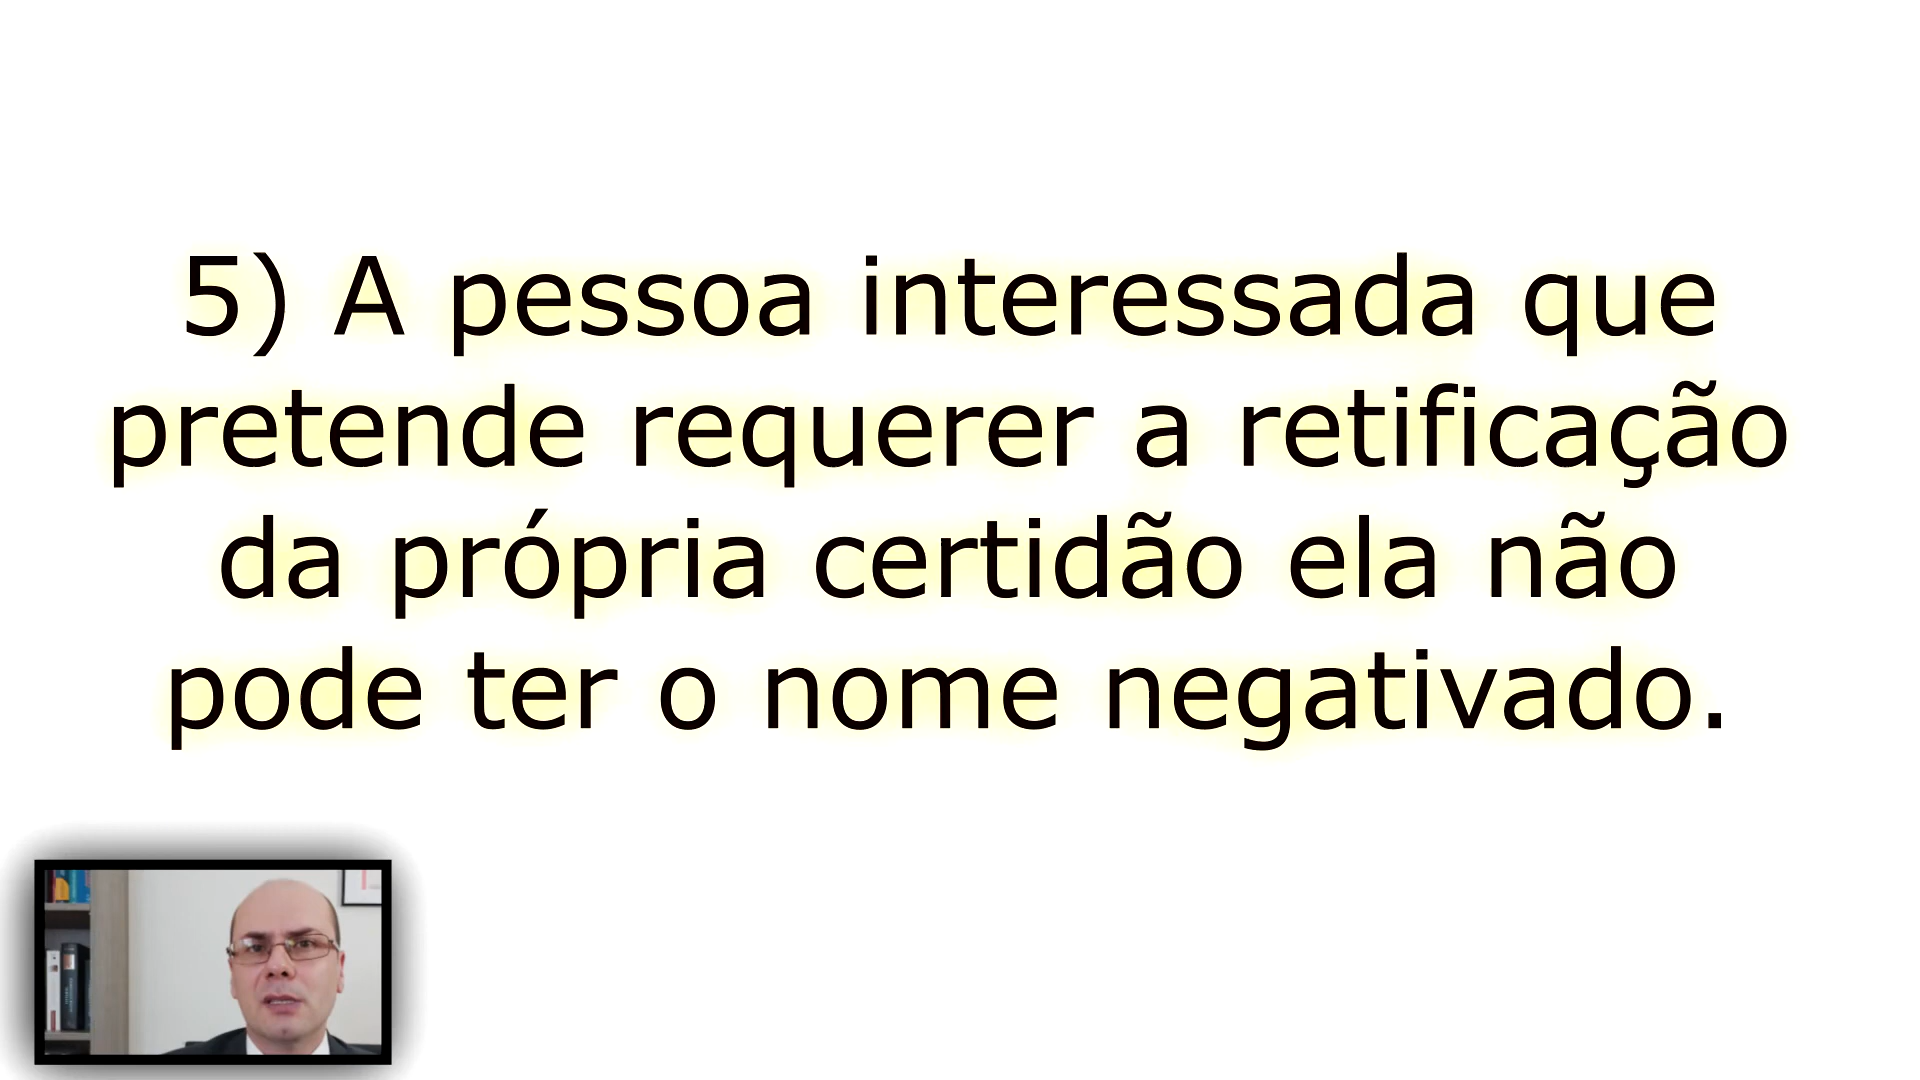 5) A pessoa interessada que
pretende requerer a retificação
da própria certidão ela não
pode ter o nome negativado.